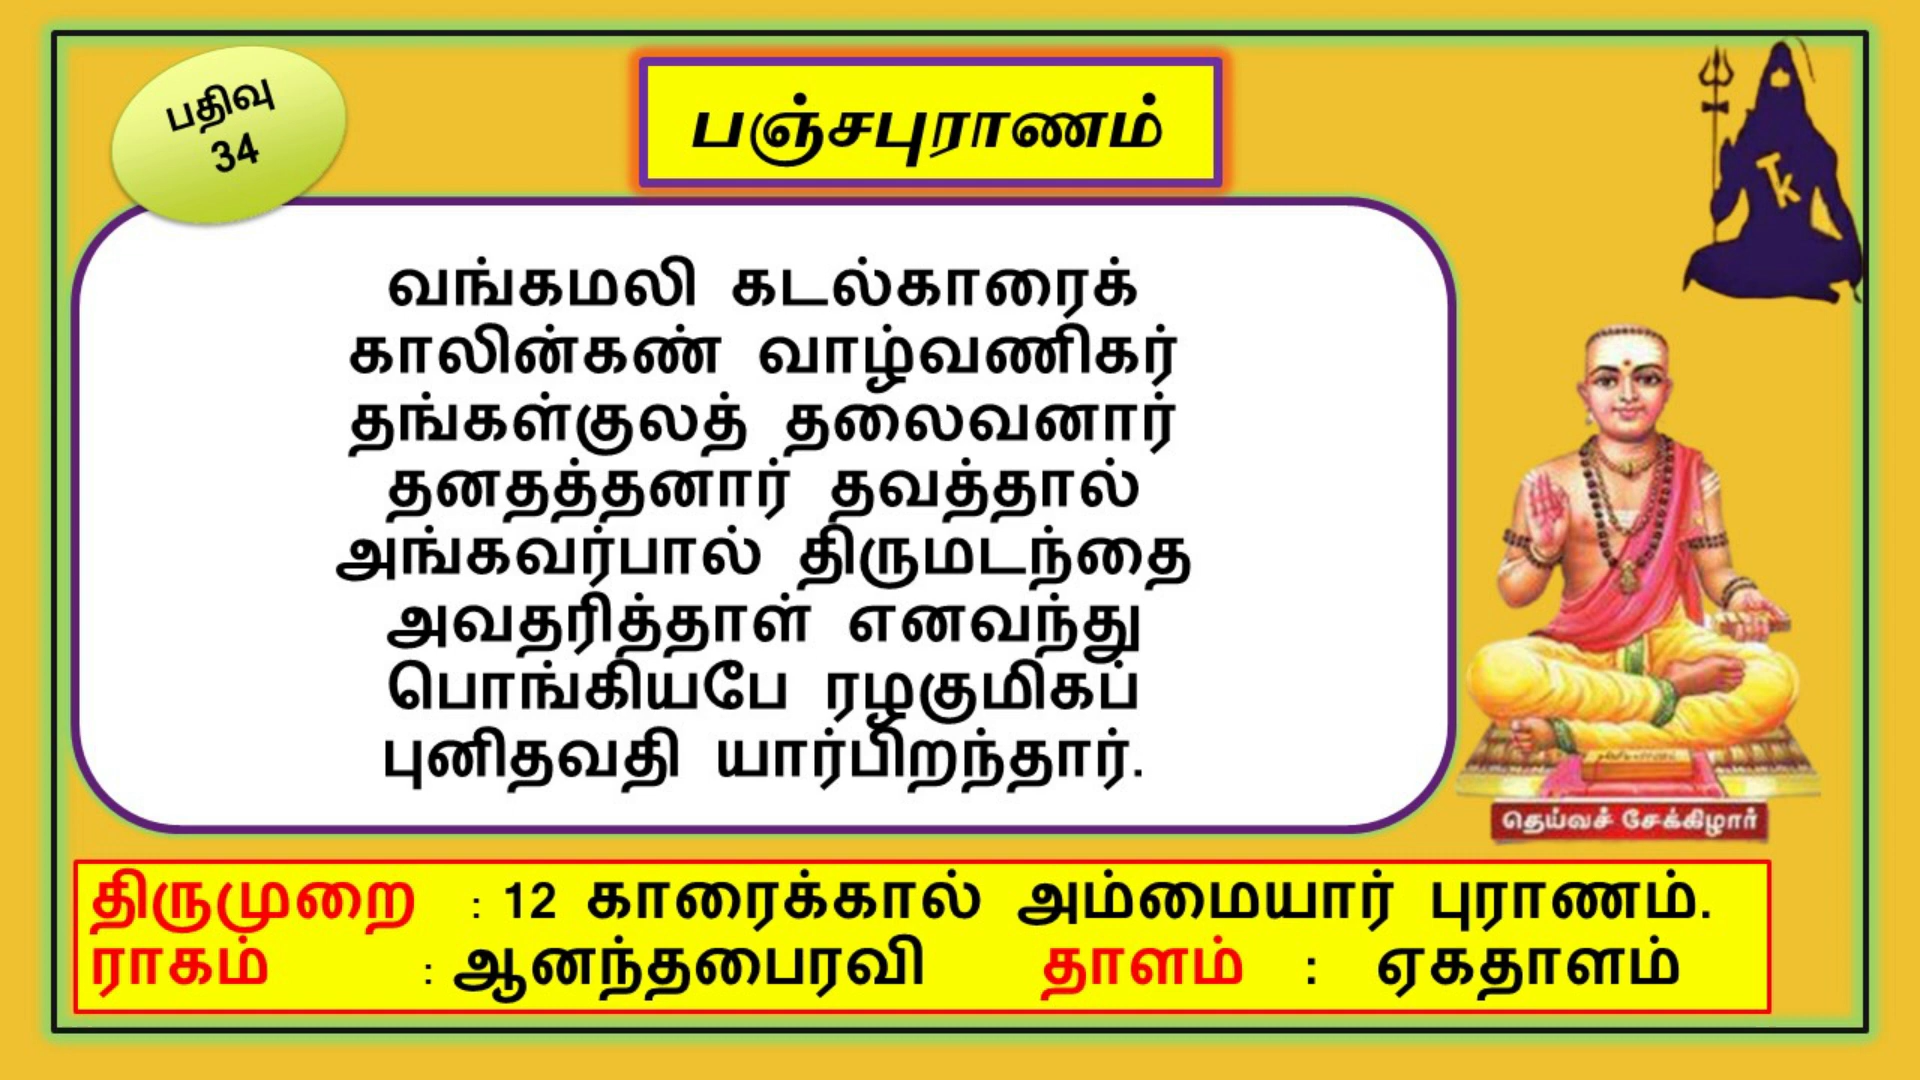 பதிவு
34
பஞ்சபுராணம்
Tk
வங்கமலி கடல்காரைக்
காலின்கண் வாழ்வணிகர்
தங்கள்குலத் தலைவனார்
தனதத்தனார் தவத்தால்
அங்கவர்பால் திருமடந்தை
அவதரித்தாள் எனவந்து
பொங்கியபே ரழகுமிகப்
புனிதவதி யார்பிறந்தார்.
தெய்வச் சேக்கிழார்
திருமுறை : 12 காரைக்கால் அம்மையார் புராணம்.
ராகம் : ஆனந்தபைரவி தாளம் : ஏகதாளம்